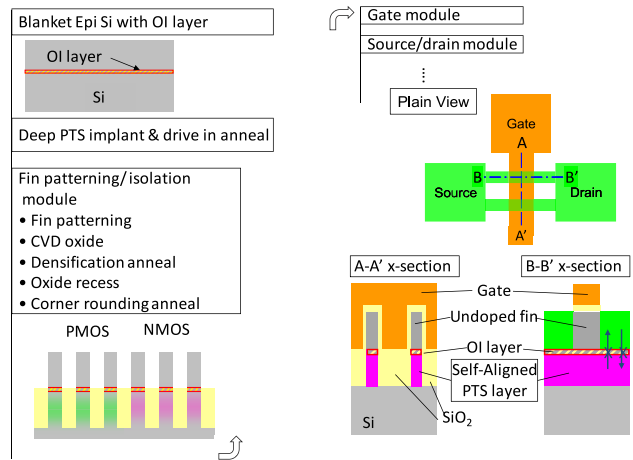 Blanket Epi Si with OI layer
OI layer
Si
Deep PTS implant & drive in anneal
Fin patterning/isolation
module
• Fin patterning
• CVD oxide
• Densification anneal
• Oxide recess
• Corner rounding anneal
PMOS NMOS
Gate module
Source/drain module
Plain View
Gate
A
B B'
Source Drain
A'
A-A' x-section B-B' x-section
Gate
Undoped fin
OI layer
Self-Aligned
PTS layer
SiO₂
Si